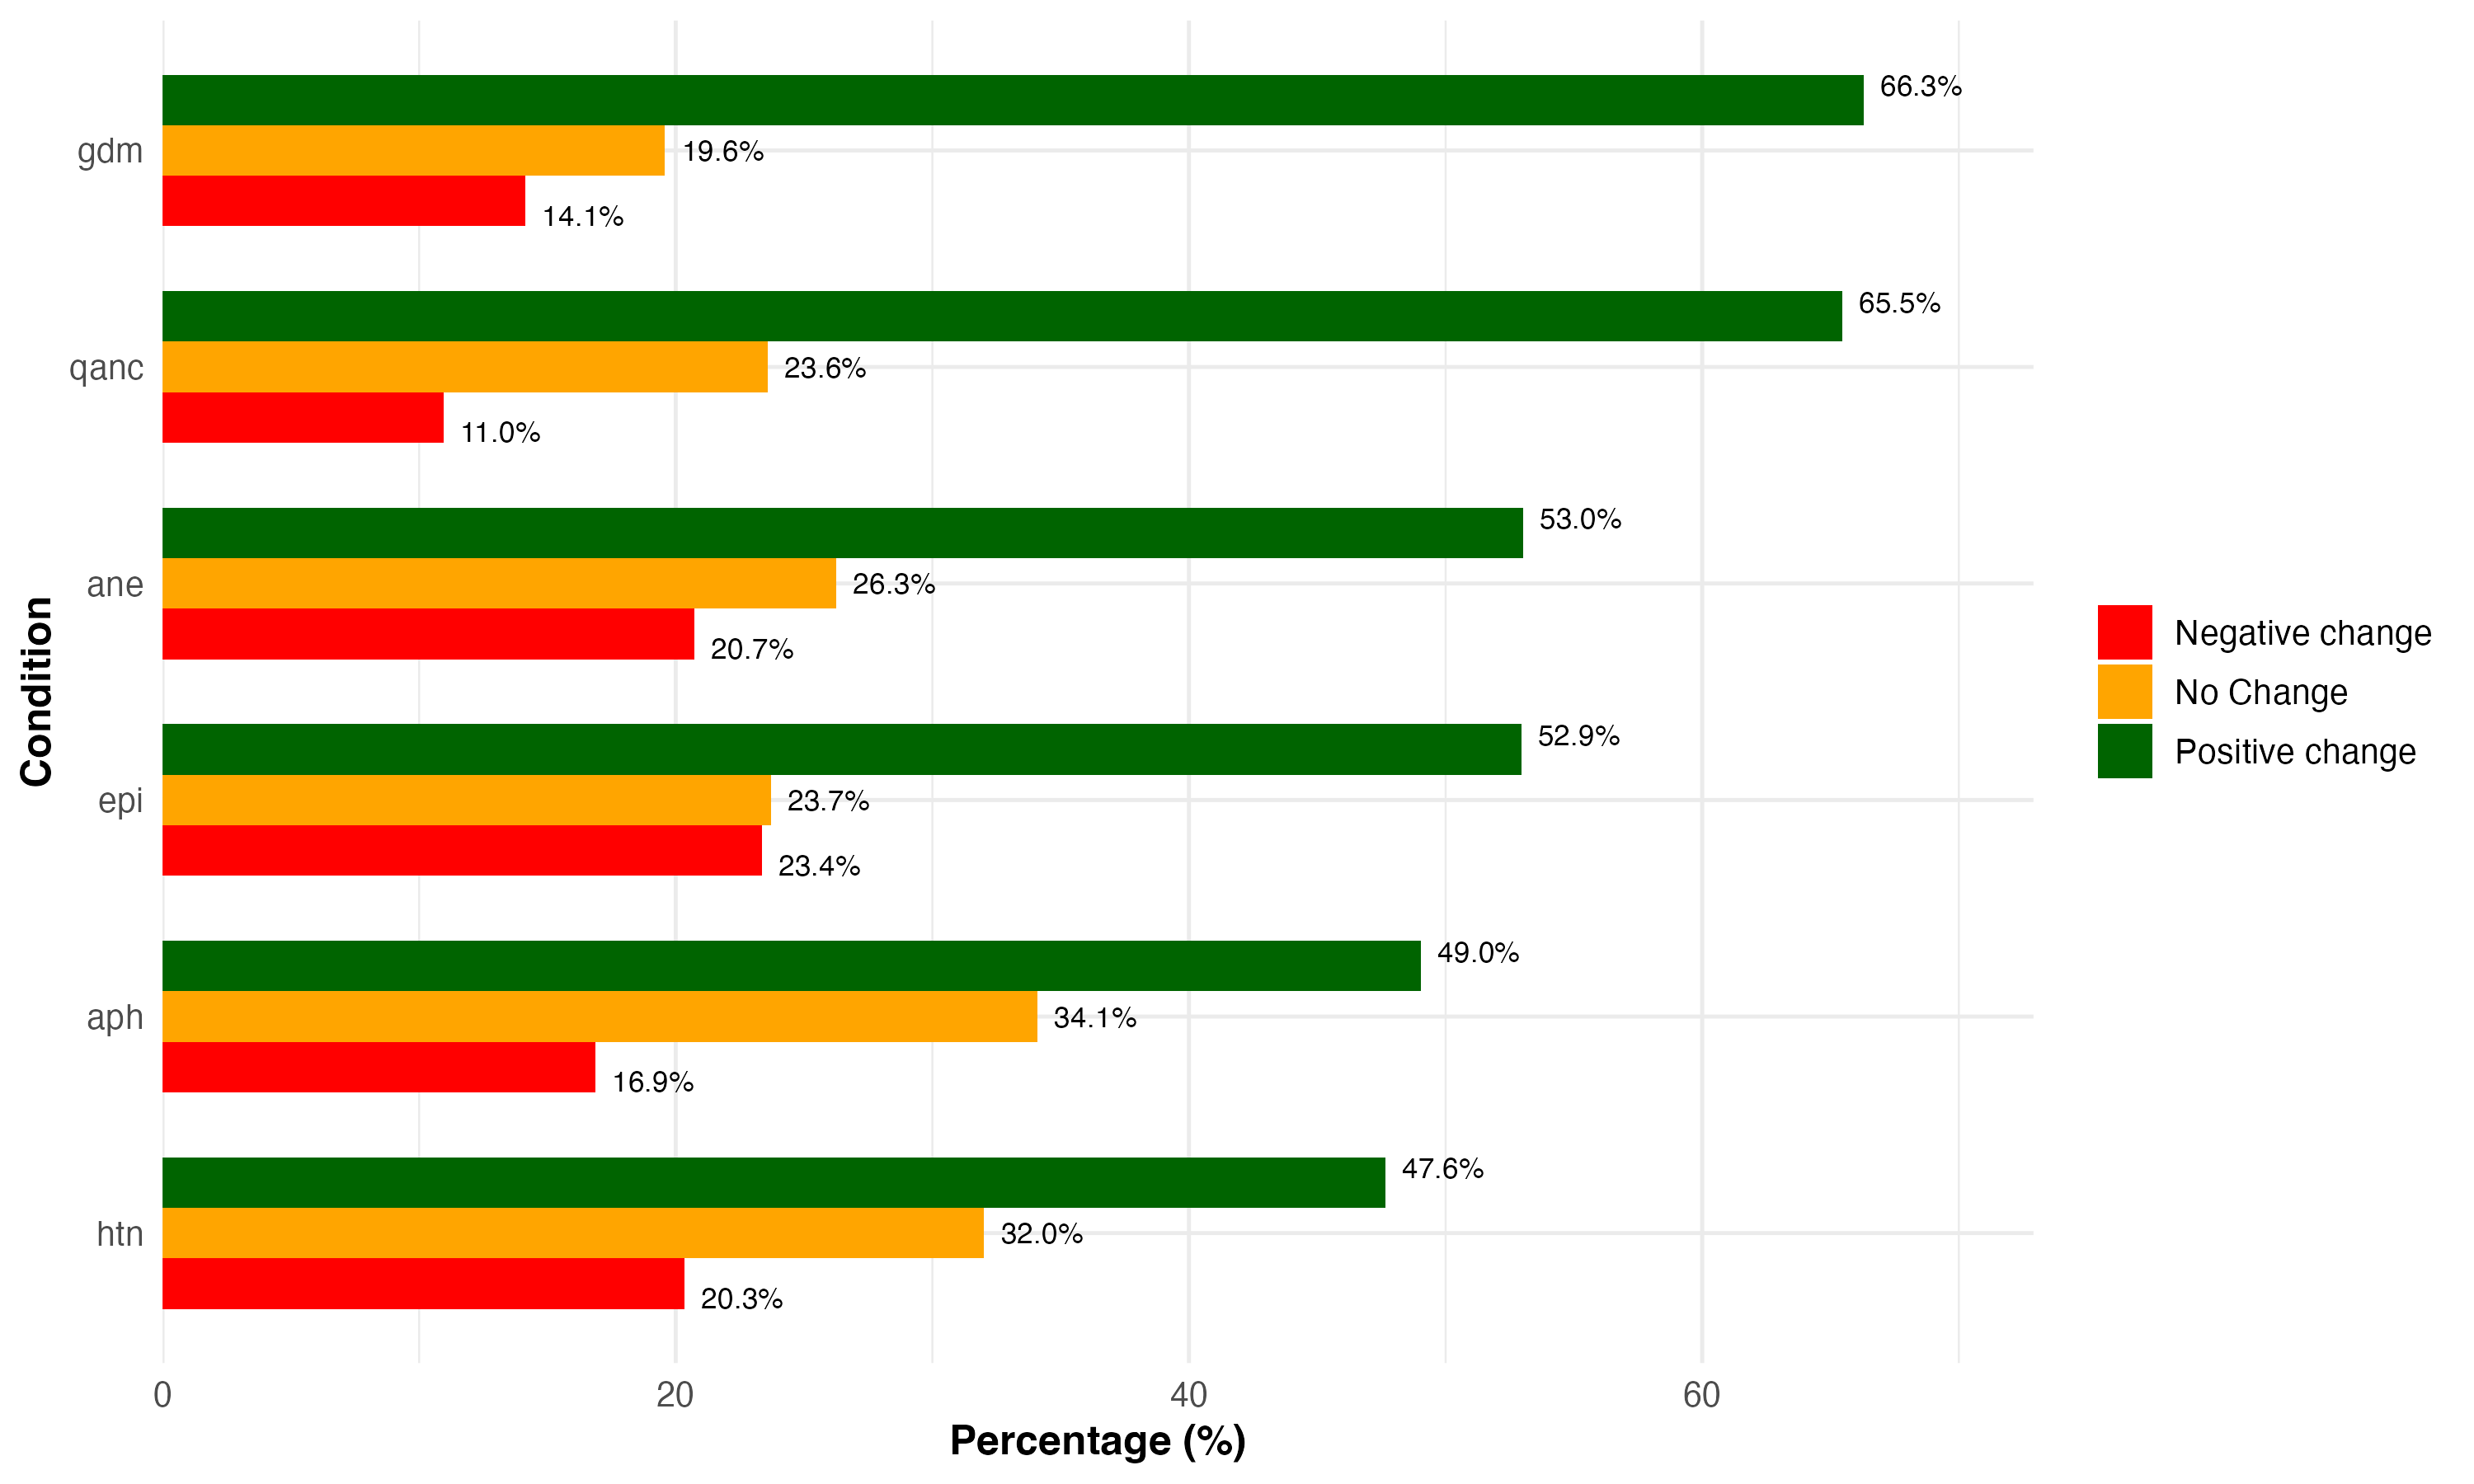 66.3%
gdm
19.6%
14.1%
65.5%
qanc
23.6%
11.0%
53.0%
ane
26.3%
20.7%
52.9%
epi
23.7%
23.4%
49.0%
aph
34.1%
16.9%
47.6%
htn
32.0%
20.3%
Condition
0 20 40 60
Percentage (%)
Negative change
No Change
Positive change